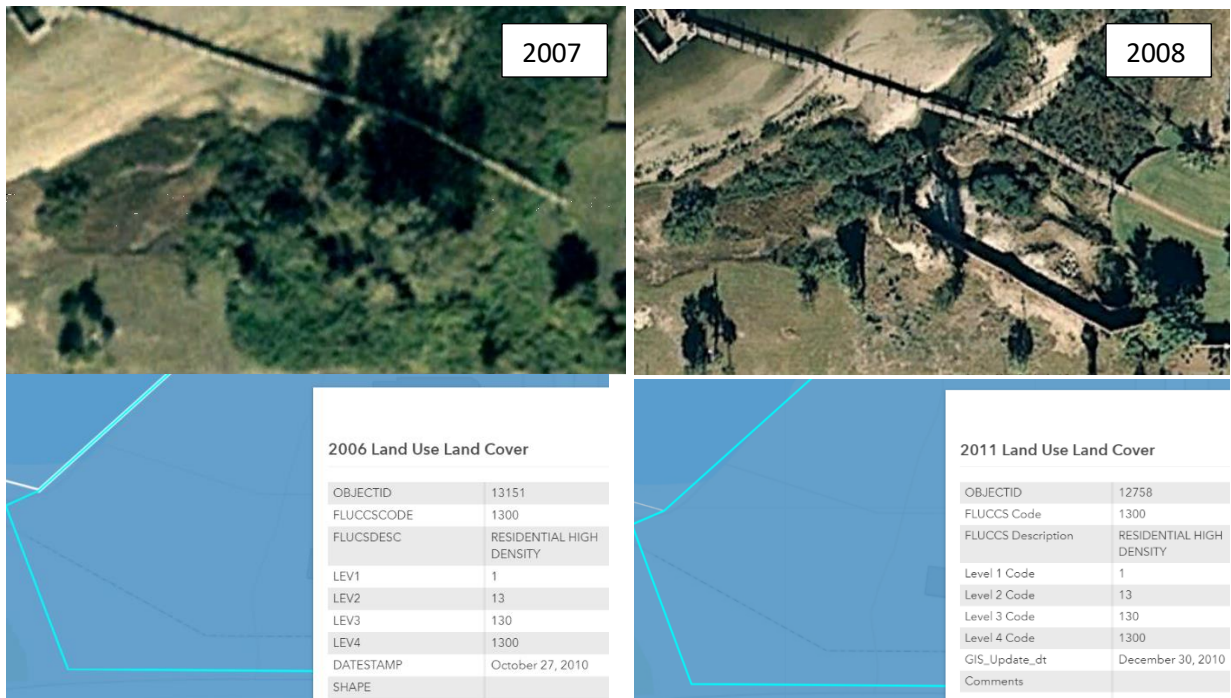 2007
2008
2006 Land Use Land Cover
OBJECTID 13151
FLUCCSCODE 1300
FLUCSDESC RESIDENTIAL HIGH
DENSITY
LEV1 1
LEV2 13
LEV3 130
LEV4 1300
DATESTAMP October 27, 2010
SHAPE
2011 Land Use Land Cover
OBJECTID 12758
FLUCCS Code 1300
FLUCCS Description RESIDENTIAL HIGH
DENSITY
Level 1 Code 1
Level 2 Code 13
Level 3 Code 130
Level 4 Code 1300
GIS_Update_dt December 30, 2010
Comments